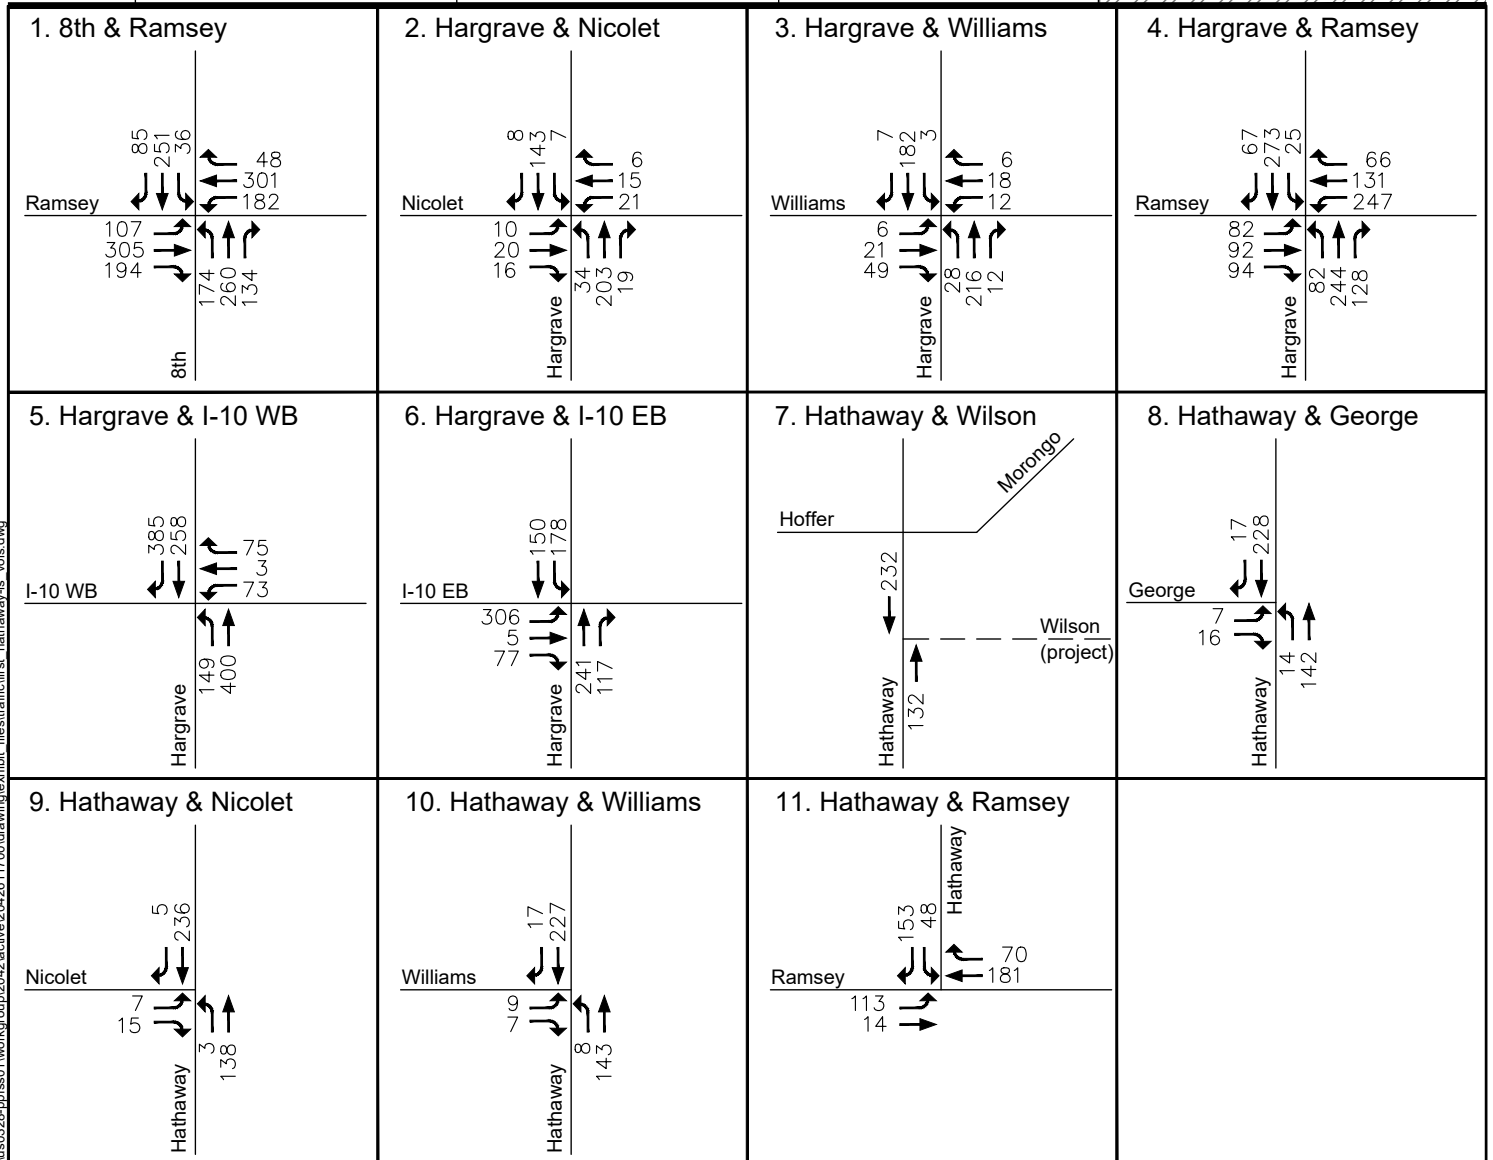 1. 8th & Ramsey
85 251 36
48
301
182
Ramsey
107
305
194
174 260 134
8th
2. Hargrave & Nicolet
8 143 7
6
15
21
Nicolet
10
20
16
34 203 19
Hargrave
3. Hargrave & Williams
7 182 3
6
18
12
Williams
6
21
49
28 216 12
Hargrave
4. Hargrave & Ramsey
67 273 25
66
131
247
Ramsey
82
92
94
82 244 128
Hargrave
5. Hargrave & I-10 WB
385 258
75
3
73
I-10 WB
149 400
Hargrave
6. Hargrave & I-10 EB
150 178
I-10 EB
306
5
77
241 117
Hargrave
7. Hathaway & Wilson
Morongo
Hoffer
232
Wilson
(project)
132
Hathaway
8. Hathaway & George
17 228
George
7
16
14 142
Hathaway
9. Hathaway & Nicolet
5 236
Nicolet
7
15
3 138
Hathaway
10. Hathaway & Williams
17 227
Williams
9
7
8 143
Hathaway
11. Hathaway & Ramsey
Hathaway
153 48
70
181
Ramsey
113
14